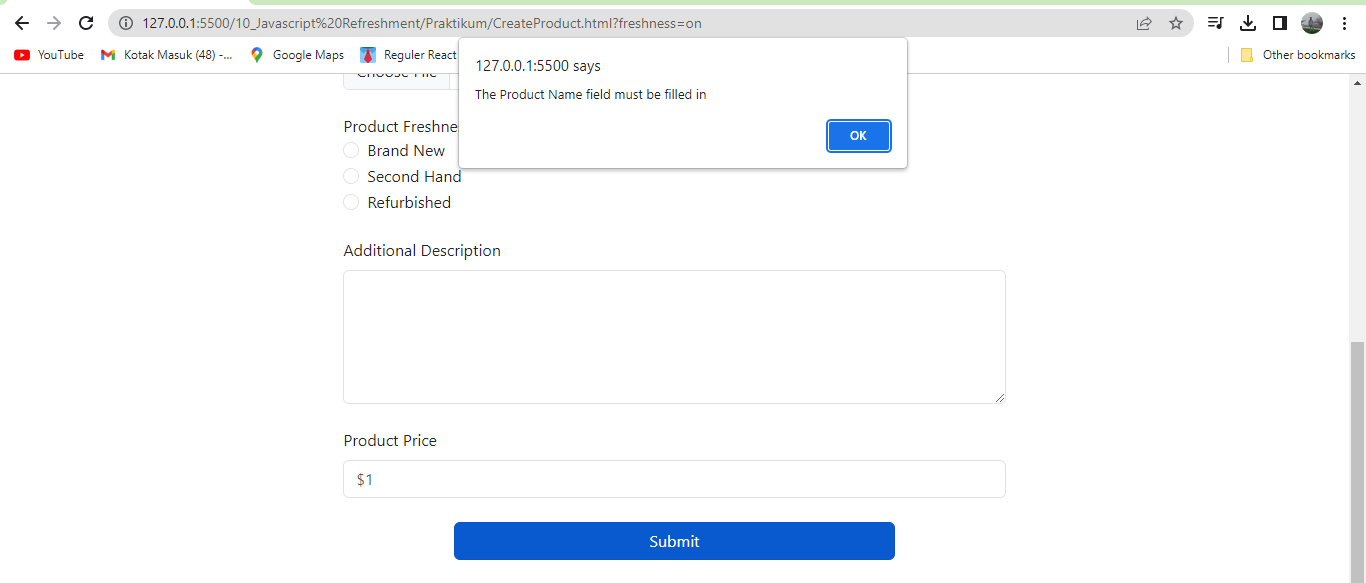 127.0.0.1:5500/10_Javascript%20Refreshment/Praktikum/CreateProduct.html?freshness=on
YouTube
Kotak Masuk (48) -...
Google Maps
Reguler React
Other bookmarks
127.0.0.1:5500 says
The Product Name field must be filled in
OK
Choose File
Product Freshne
Brand New
Second Hand
Refurbished
Additional Description
Product Price
$1
Submit